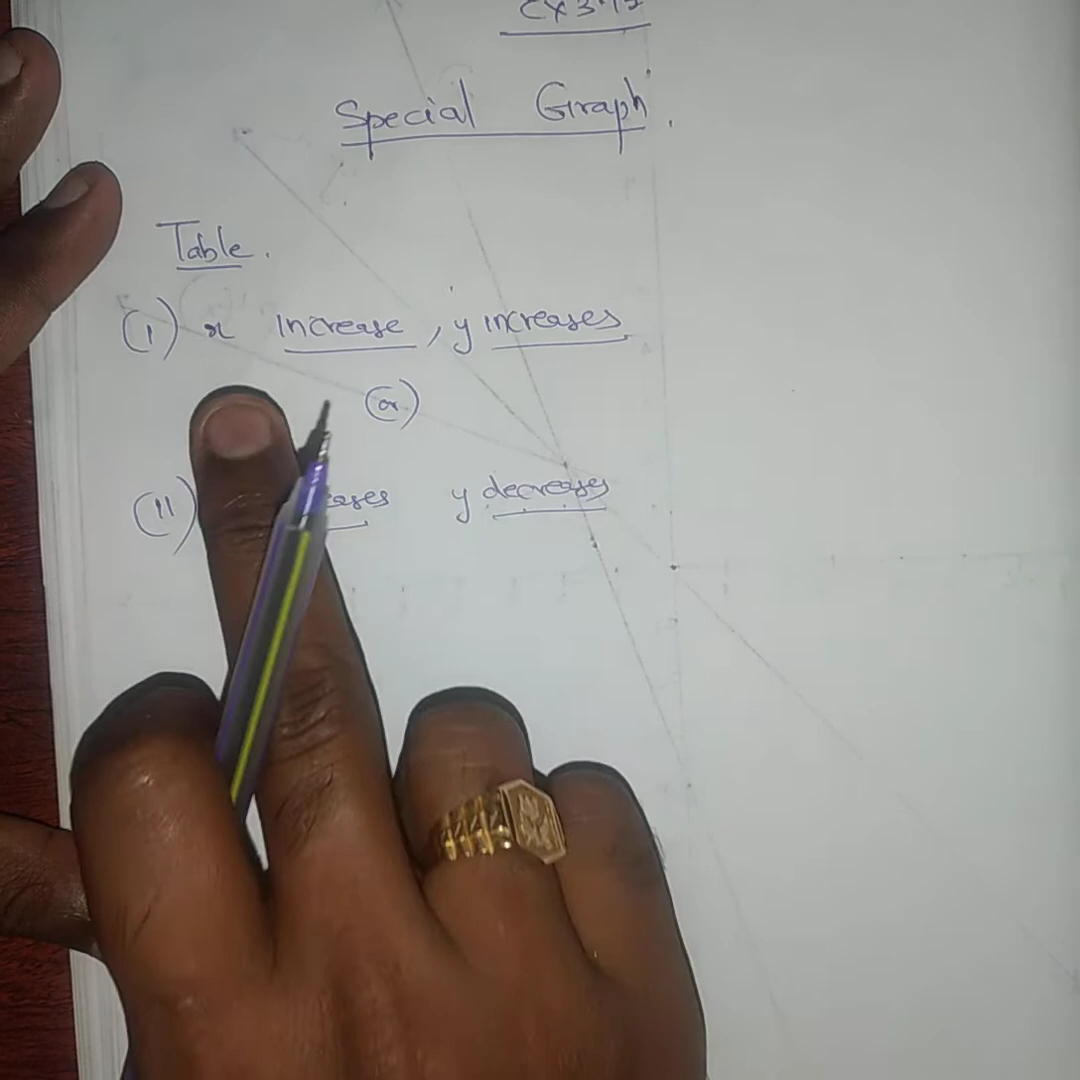 Special Graph.
Table.
(I) x increase, y increases
(or)
(II) y decreases